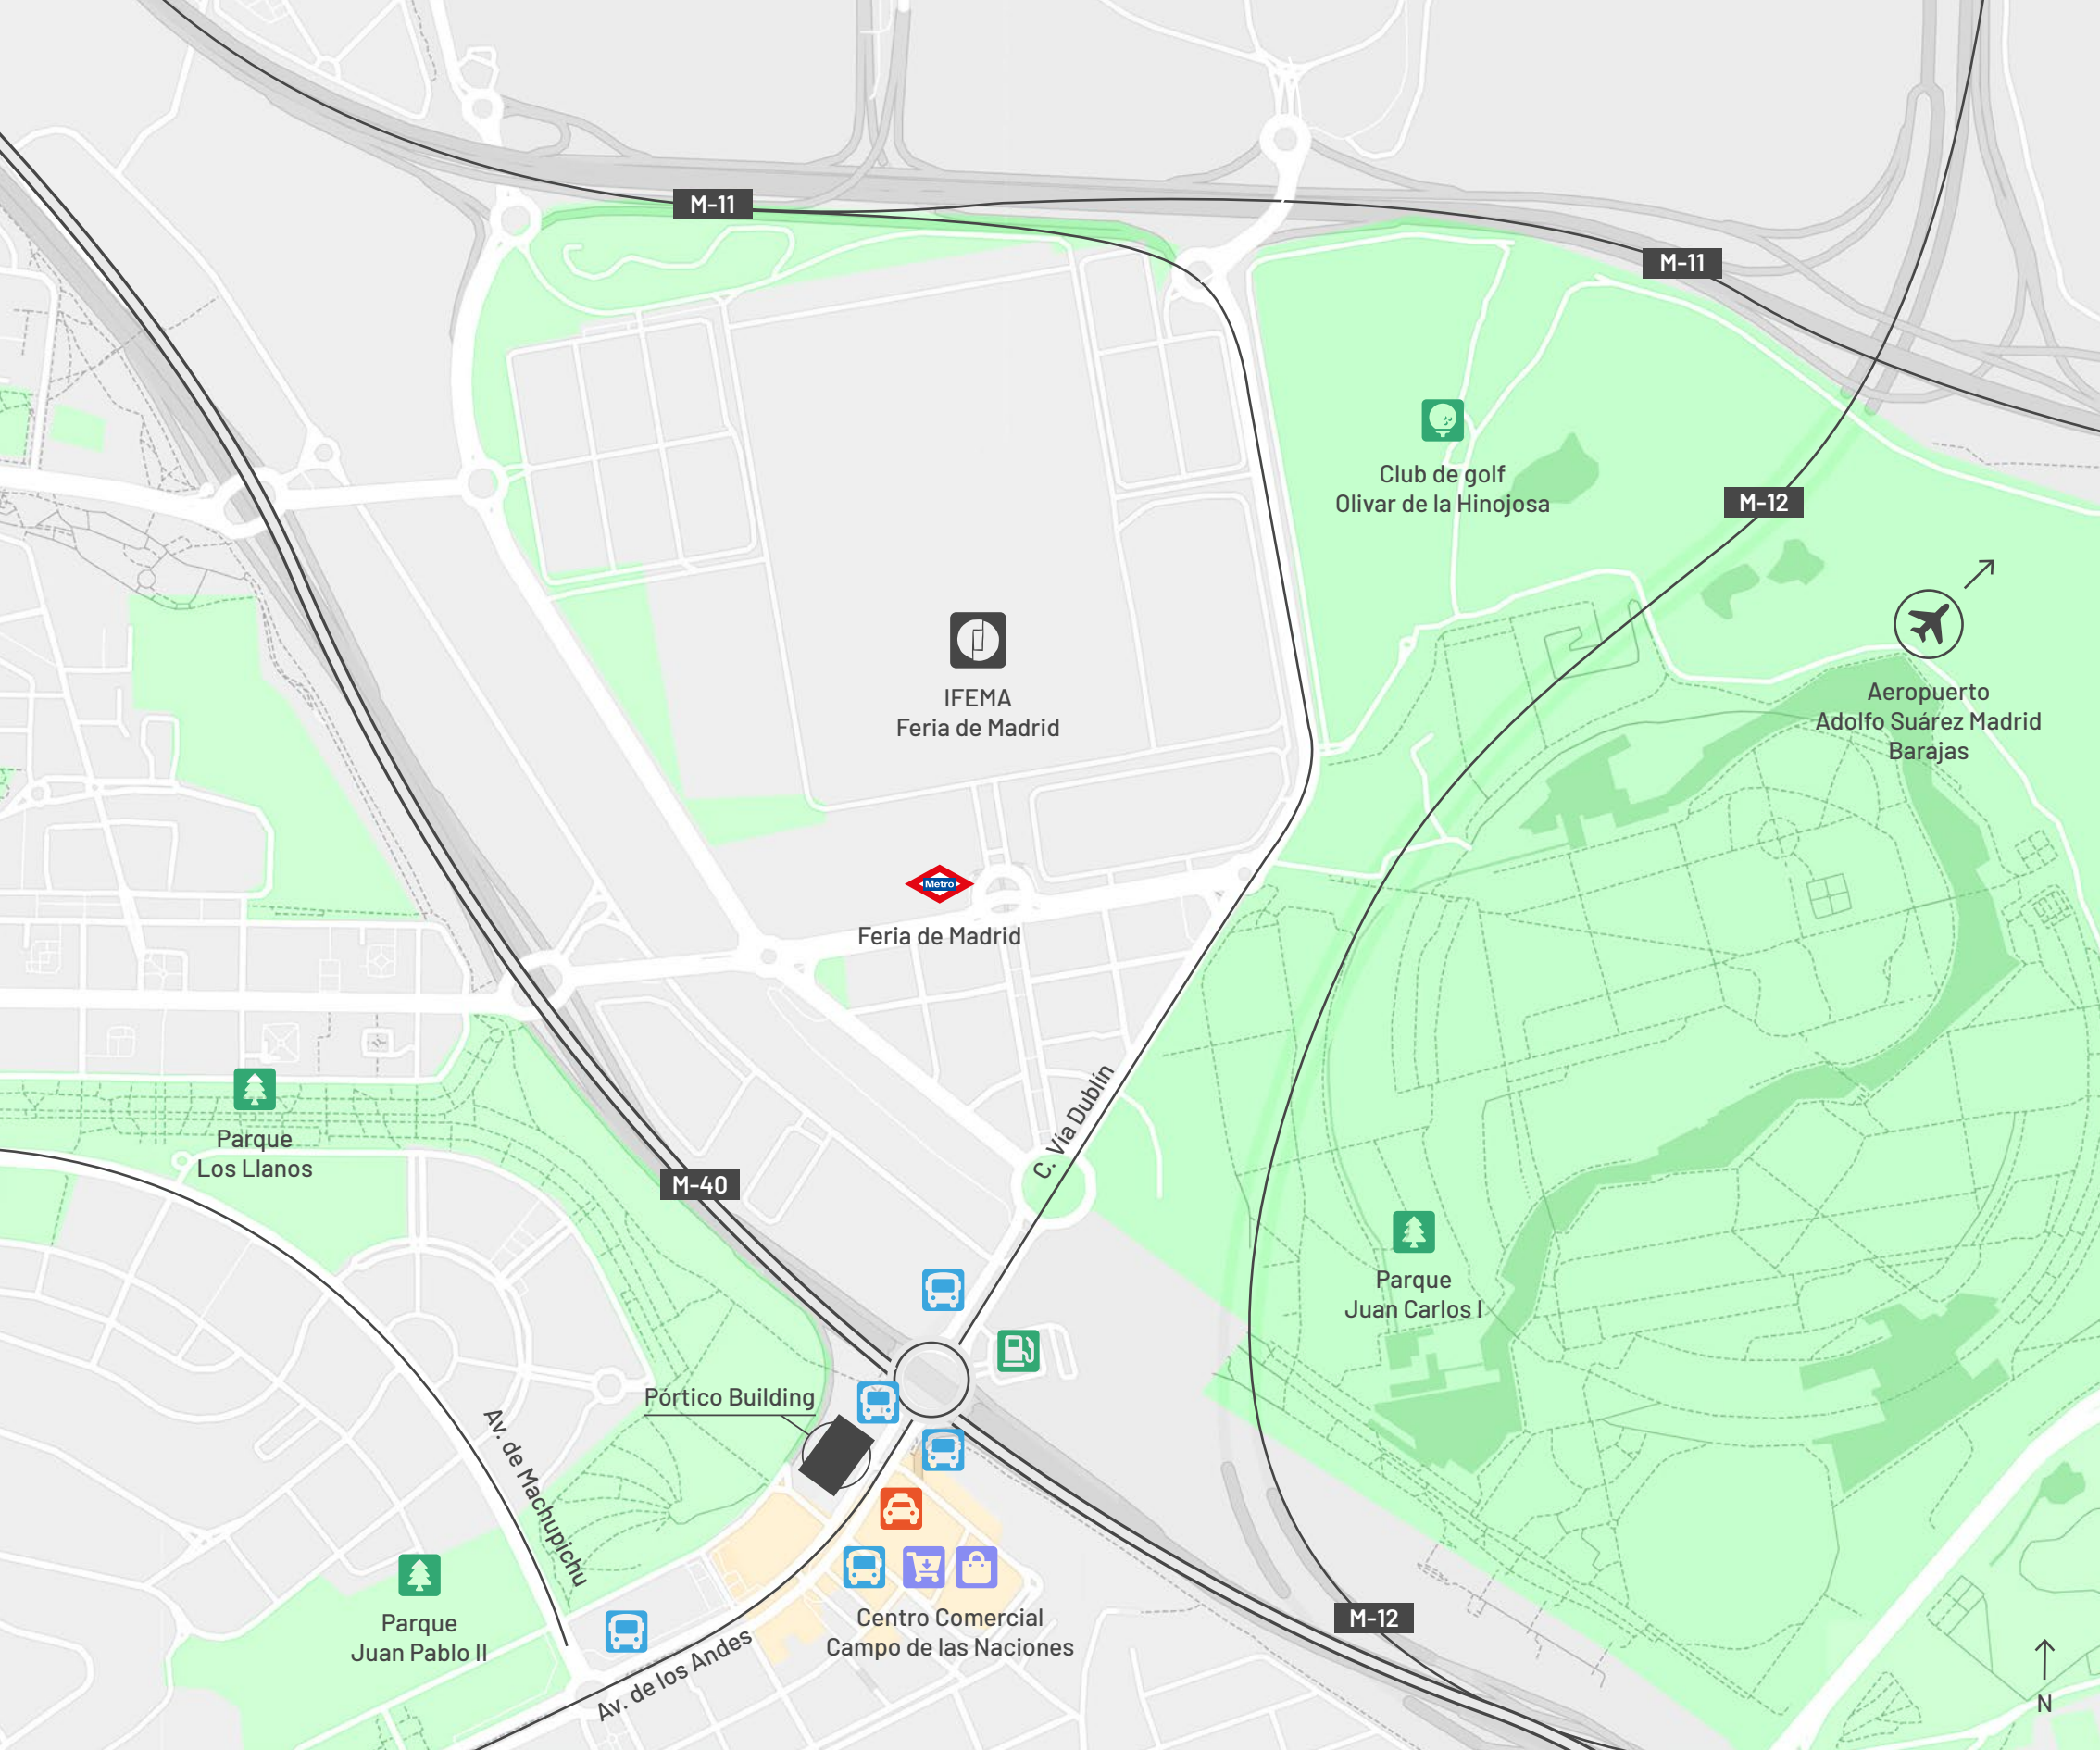 M-11
M-11
Club de golf
Olivar de la Hinojosa
M-12
IFEMA
Feria de Madrid
Aeropuerto
Adolfo Suárez Madrid
Barajas
Metro
Feria de Madrid
C. Vía Dublín
Parque
Los Llanos
M-40
Parque
Juan Carlos I
Pórtico Building
Av. de Machupichu
Parque
Juan Pablo II
Centro Comercial
Campo de las Naciones
Av. de los Andes
M-12
N